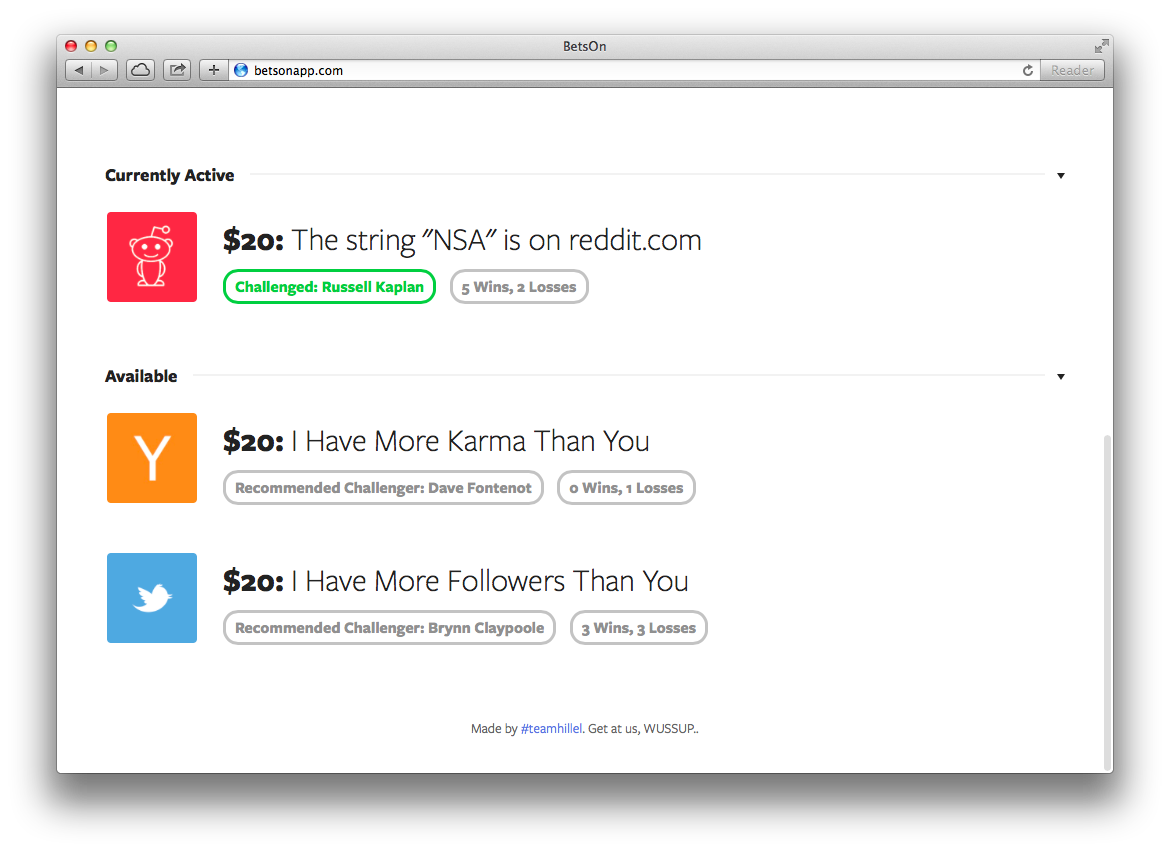 BetsOn
betsonapp.com
Reader
Currently Active
$20: The string "NSA" is on reddit.com
Challenged: Russell Kaplan
5 Wins, 2 Losses
Available
Y
$20: I Have More Karma Than You
Recommended Challenger: Dave Fontenot
0 Wins, 1 Losses
$20: I Have More Followers Than You
Recommended Challenger: Brynn Claypoole
3 Wins, 3 Losses
Made by #teamhillel. Get at us, WUSSUP..